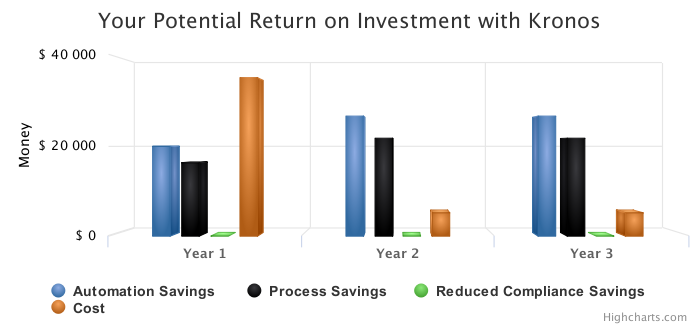 Your Potential Return on Investment with Kronos
$ 40 000
$ 20 000
$ 0
Money
Year 1
Year 2
Year 3
Automation Savings
Process Savings
Reduced Compliance Savings
Cost
Highcharts.com